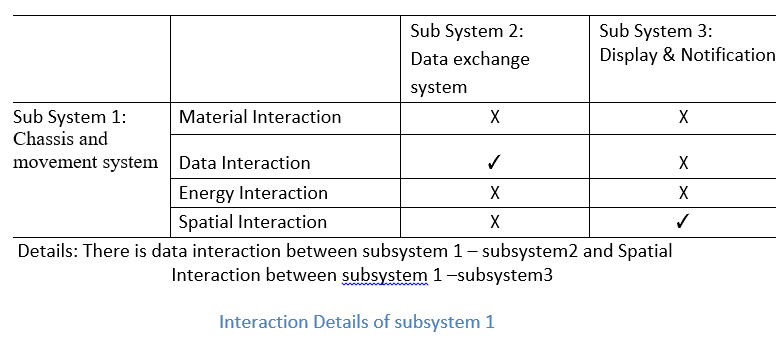 Sub System 2:
Data exchange
system
Sub System 3:
Display & Notification
Sub System 1:
Chassis and
movement system
Material Interaction
X
X
Data Interaction
✓
X
Energy Interaction
X
X
Spatial Interaction
X
✓
Details: There is data interaction between subsystem 1 – subsystem2 and Spatial
Interaction between subsystem 1 –subsystem3
Interaction Details of subsystem 1